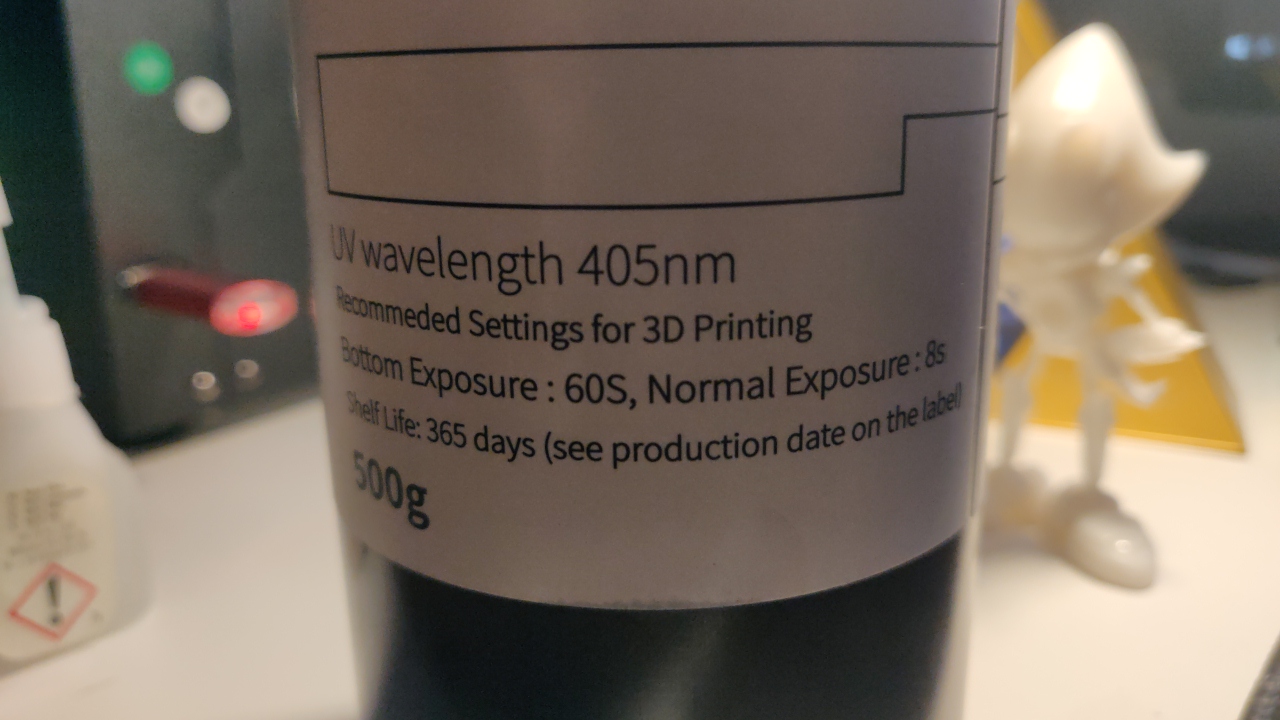 UV wavelength 405nm
Recommeded Settings for 3D Printing
Bottom Exposure : 60S, Normal Exposure : 8s
Shelf Life: 365 days (see production date on the label)
500g